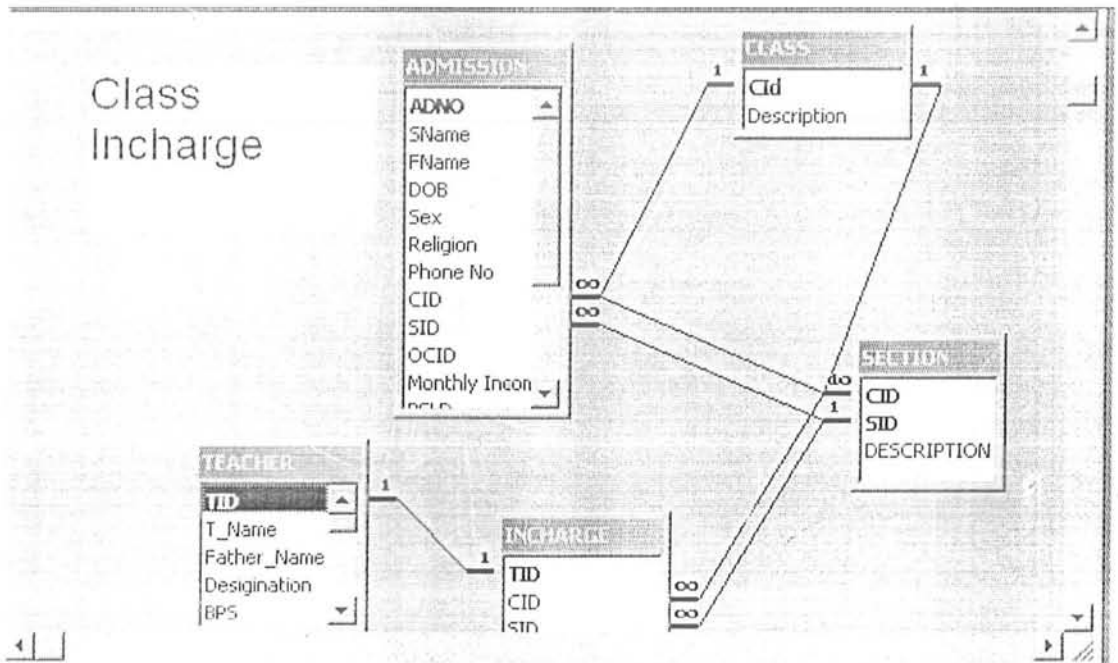 Class
Incharge
ADMISSION
ADNO
SName
FName
DOB
Sex
Religion
Phone No
CID
SID
OCID
Monthly Incon
∞
∞
CLASS
1
1
CId
Description
SECTION
1
CID
SID
DESCRIPTION
TEACHER
1
TID
T_Name
Father_Name
Desigination
BPS
INCHARGE
1
TID
CID
SID
∞
∞